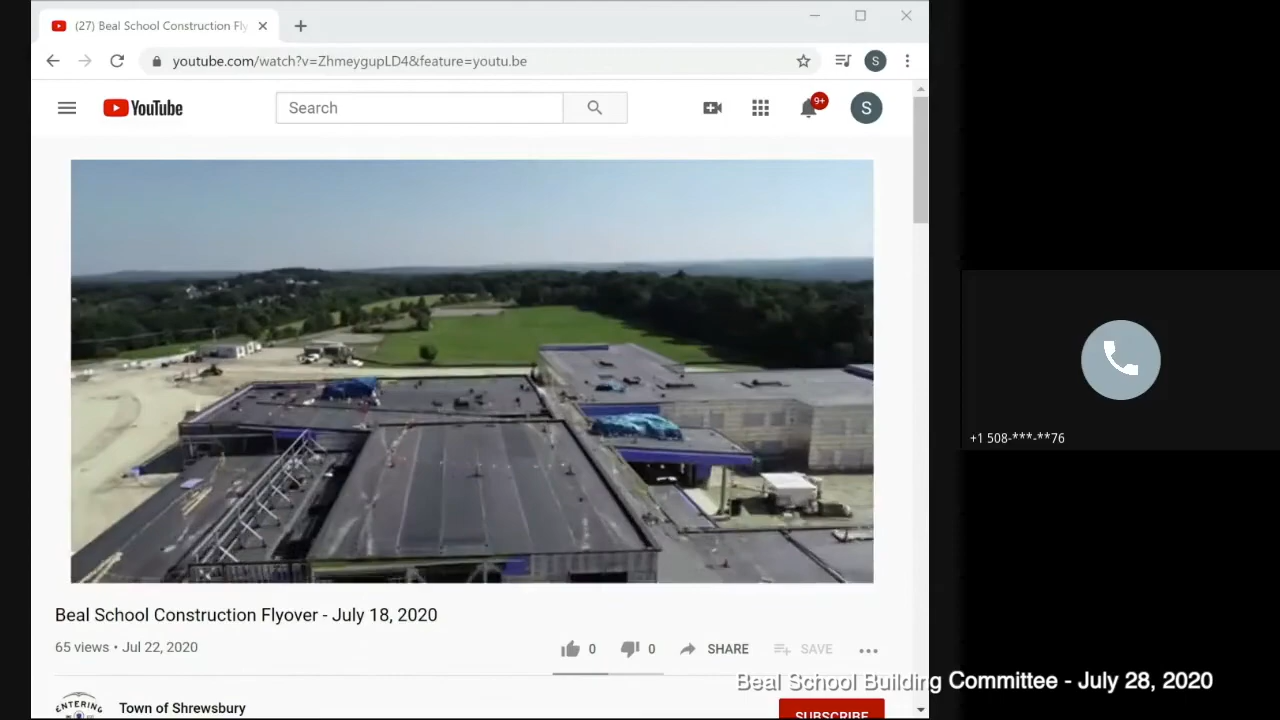 (27) Beal School Construction Fly
youtube.com/watch?v=ZhmeygupLD4&feature=youtu.be
S
YouTube
Search
9+
S
+1 508-***-**76
Beal School Construction Flyover - July 18, 2020
65 views • Jul 22, 2020
0
0
SHARE
SAVE
Beal School Building Committee - July 28, 2020
ENTERING
Town of Shrewsbury
SUBSCRIBE